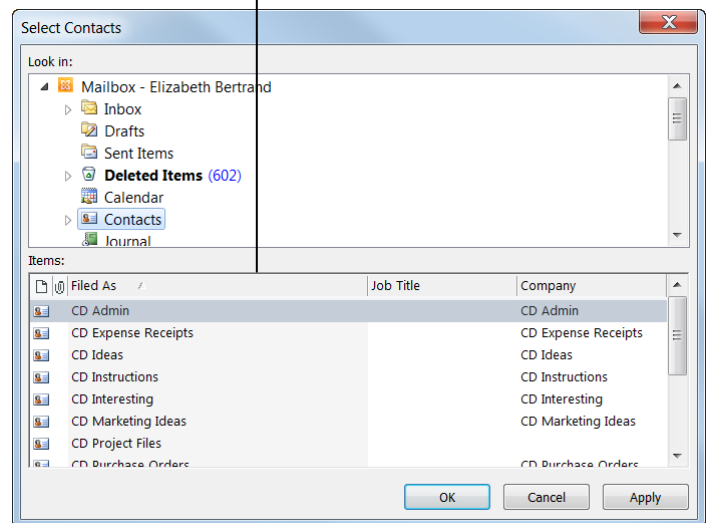 Select Contacts
Look in:
Mailbox - Elizabeth Bertrand
Inbox
Drafts
Sent Items
Deleted Items (602)
Calendar
Contacts
Journal
Items:
Filed As Job Title Company
CD Admin CD Admin
CD Expense Receipts CD Expense Receipts
CD Ideas CD Ideas
CD Instructions CD Instructions
CD Interesting CD Interesting
CD Marketing Ideas CD Marketing Ideas
CD Project Files
CD Purchase Orders CD Purchase Orders
OK Cancel Apply